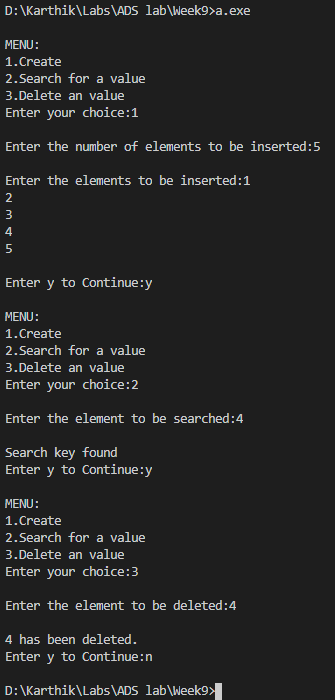 D:\Karthik\Labs\ADS lab\Week9>a.exe
MENU:
1.Create
2.Search for a value
3.Delete an value
Enter your choice:1
Enter the number of elements to be inserted:5
Enter the elements to be inserted:1
2
3
4
5
Enter y to Continue:y
MENU:
1.Create
2.Search for a value
3.Delete an value
Enter your choice:2
Enter the element to be searched:4
Search key found
Enter y to Continue:y
MENU:
1.Create
2.Search for a value
3.Delete an value
Enter your choice:3
Enter the element to be deleted:4
4 has been deleted.
Enter y to Continue:n
D:\Karthik\Labs\ADS lab\Week9>